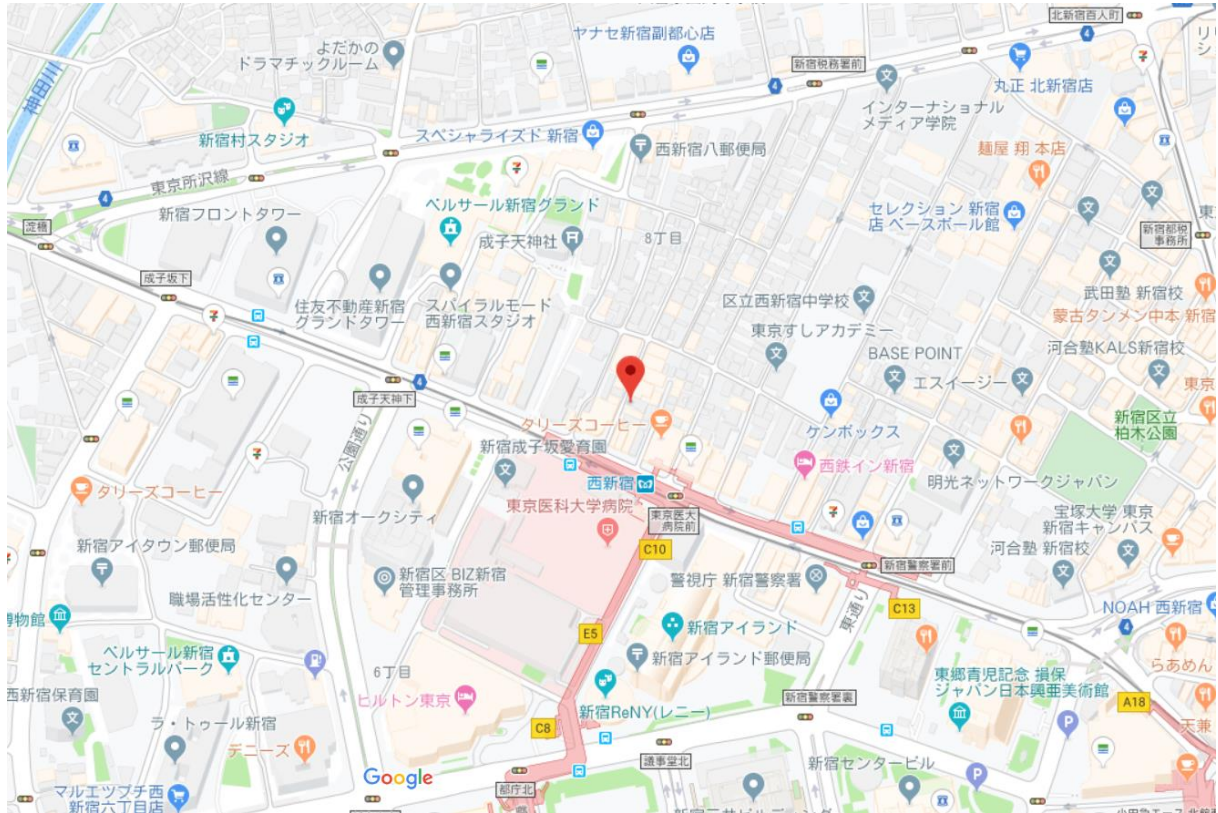 北新宿百人町
4
ヤナセ新宿副都心店
よだかの
ドラマチックルーム
新宿税務署前
4
丸正 北新宿店
インターナショナル
メディア学院
新宿村スタジオ
スペシャライズド 新宿
西新宿八郵便局
麺屋 翔 本店
東京所沢線
4
新宿フロントタワー
淀橋
ベルサール新宿グランド
セレクション 新宿
店 ベースボール館
成子天神社
8丁目
新宿都税
事務所
成子坂下
住友不動産新宿
グランドタワー
スパイラルモード
西新宿スタジオ
区立西新宿中学校
武田塾 新宿校
蒙古タンメン中本 新宿
東京すしアカデミー
BASE POINT
河合塾KALS新宿校
エスイージー
4
成子天神下
公園通り
タリーズコーヒー
ケンポックス
新宿区立
柏木公園
新宿成子坂愛育園
西新宿
西鉄イン新宿
明光ネットワークジャパン
タリーズコーヒー
東京医科大学病院
東京医大
病院前
新宿オークシティ
宝塚大学 東京
新宿キャンパス
新宿アイタウン郵便局
C10
河合塾 新宿校
新宿警察署前
新宿区 BIZ新宿
管理事務所
警視庁 新宿警察署
職場活性化センター
東通り
C13
NOAH 西新宿
博物館
E5
新宿アイランド
4
ベルサール新宿
セントラルパーク
新宿アイランド郵便局
らあめん
6丁目
西新宿保育園
東郷青児記念 損保
ジャパン日本興亜美術館
ヒルトン東京
新宿警察署裏
A18
ラ・トゥール新宿
新宿ReNY(レニー)
C8
P
天兼
デニーズ
議事堂北
新宿センタービル
P
Google
都庁北
マルエツプチ西
新宿六丁目店